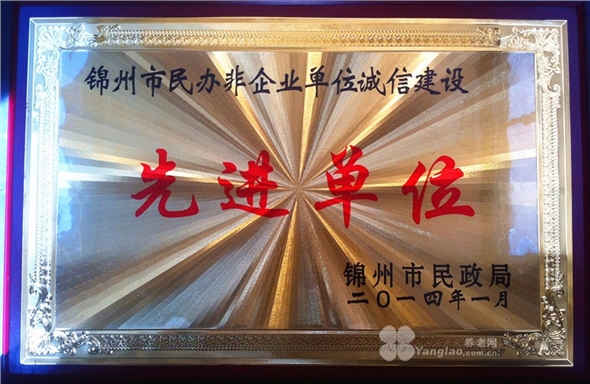 锦州市民办非企业单位诚信建设
先进单位
锦州市民政局
二〇一四年一月
养老网
Yanglao.com.cn